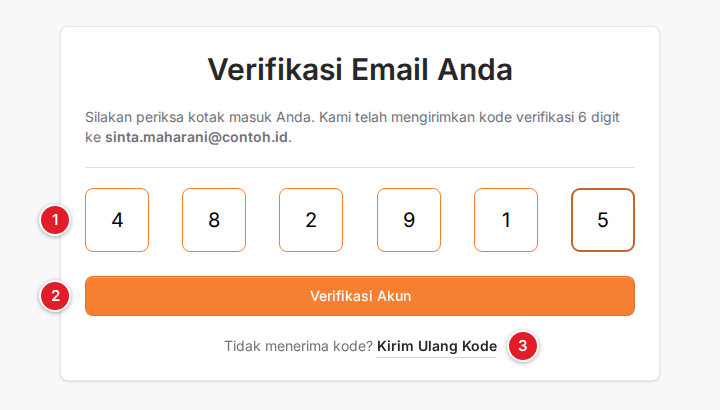 Verifikasi Email Anda
Silakan periksa kotak masuk Anda. Kami telah mengirimkan kode verifikasi 6 digit
ke sinta.maharani@contoh.id.
1 4 8 2 9 1 5
2 Verifikasi Akun
Tidak menerima kode? Kirim Ulang Kode 3